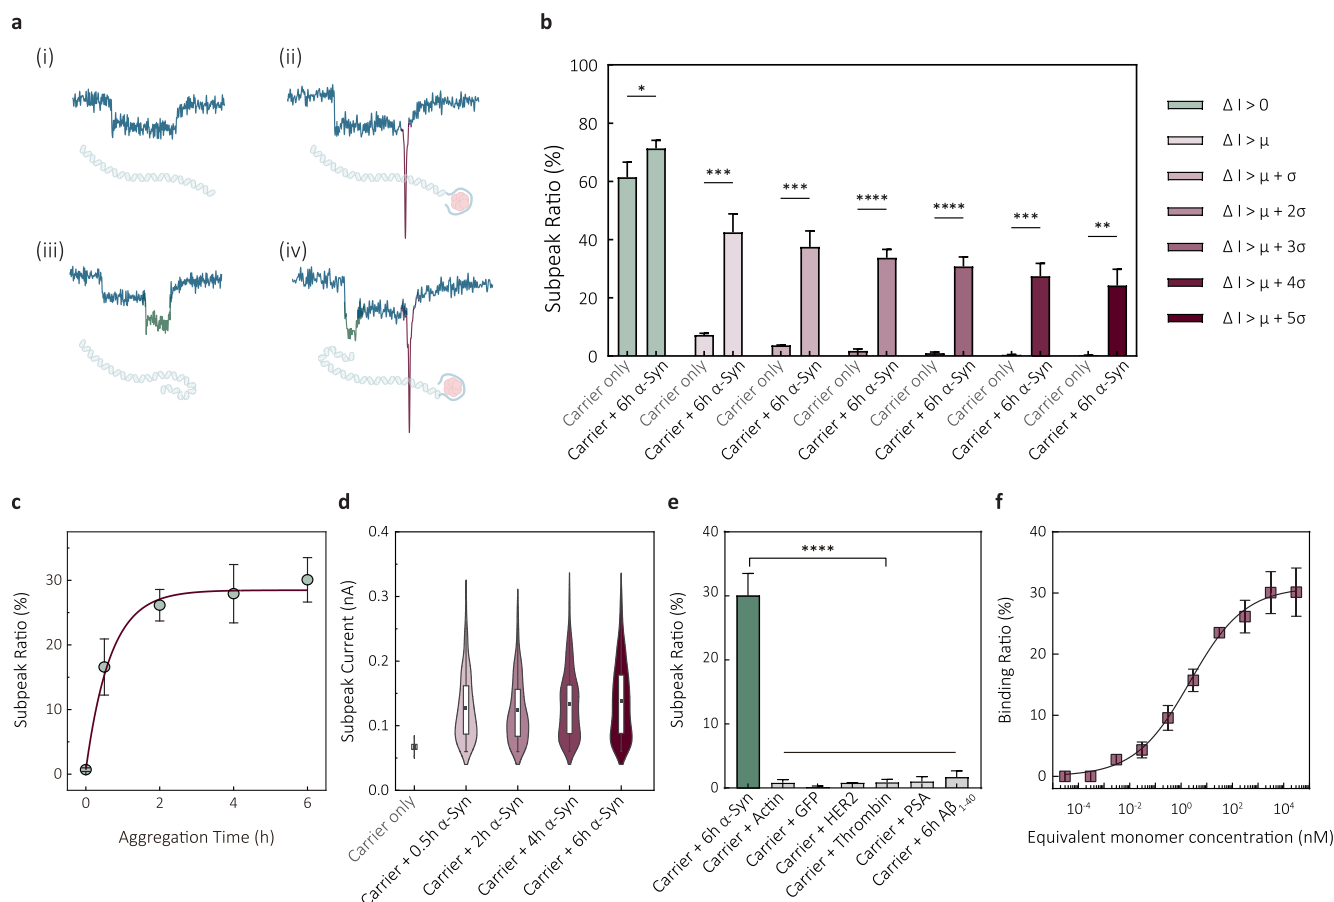 a
(i)
(ii)
(iii)
(iv)
b
Subpeak Ratio (%)
100
80
60
40
20
0
*
***
***
****
****
***
**
Carrier only
Carrier + 6h α-Syn
Carrier only
Carrier + 6h α-Syn
Carrier only
Carrier + 6h α-Syn
Carrier only
Carrier + 6h α-Syn
Carrier only
Carrier + 6h α-Syn
Carrier only
Carrier + 6h α-Syn
Carrier only
Carrier + 6h α-Syn
Δ I > 0
Δ I > μ
Δ I > μ + σ
Δ I > μ + 2σ
Δ I > μ + 3σ
Δ I > μ + 4σ
Δ I > μ + 5σ
c
Subpeak Ratio (%)
30
20
10
0
0 2 4 6
Aggregation Time (h)
d
Subpeak Current (nA)
0.4
0.3
0.2
0.1
0.0
Carrier only
Carrier + 0.5h α-Syn
Carrier + 2h α-Syn
Carrier + 4h α-Syn
Carrier + 6h α-Syn
e
Subpeak Ratio (%)
40
30
20
10
0
****
Carrier + 6h α-Syn
Carrier + Actin
Carrier + GFP
Carrier + HER2
Carrier + Thrombin
Carrier + PSA
Carrier + 6h Aβ₁₋₄₀
f
Binding Ratio (%)
40
30
20
10
0
10⁻⁴ 10⁻² 10⁰ 10² 10⁴
Equivalent monomer concentration (nM)